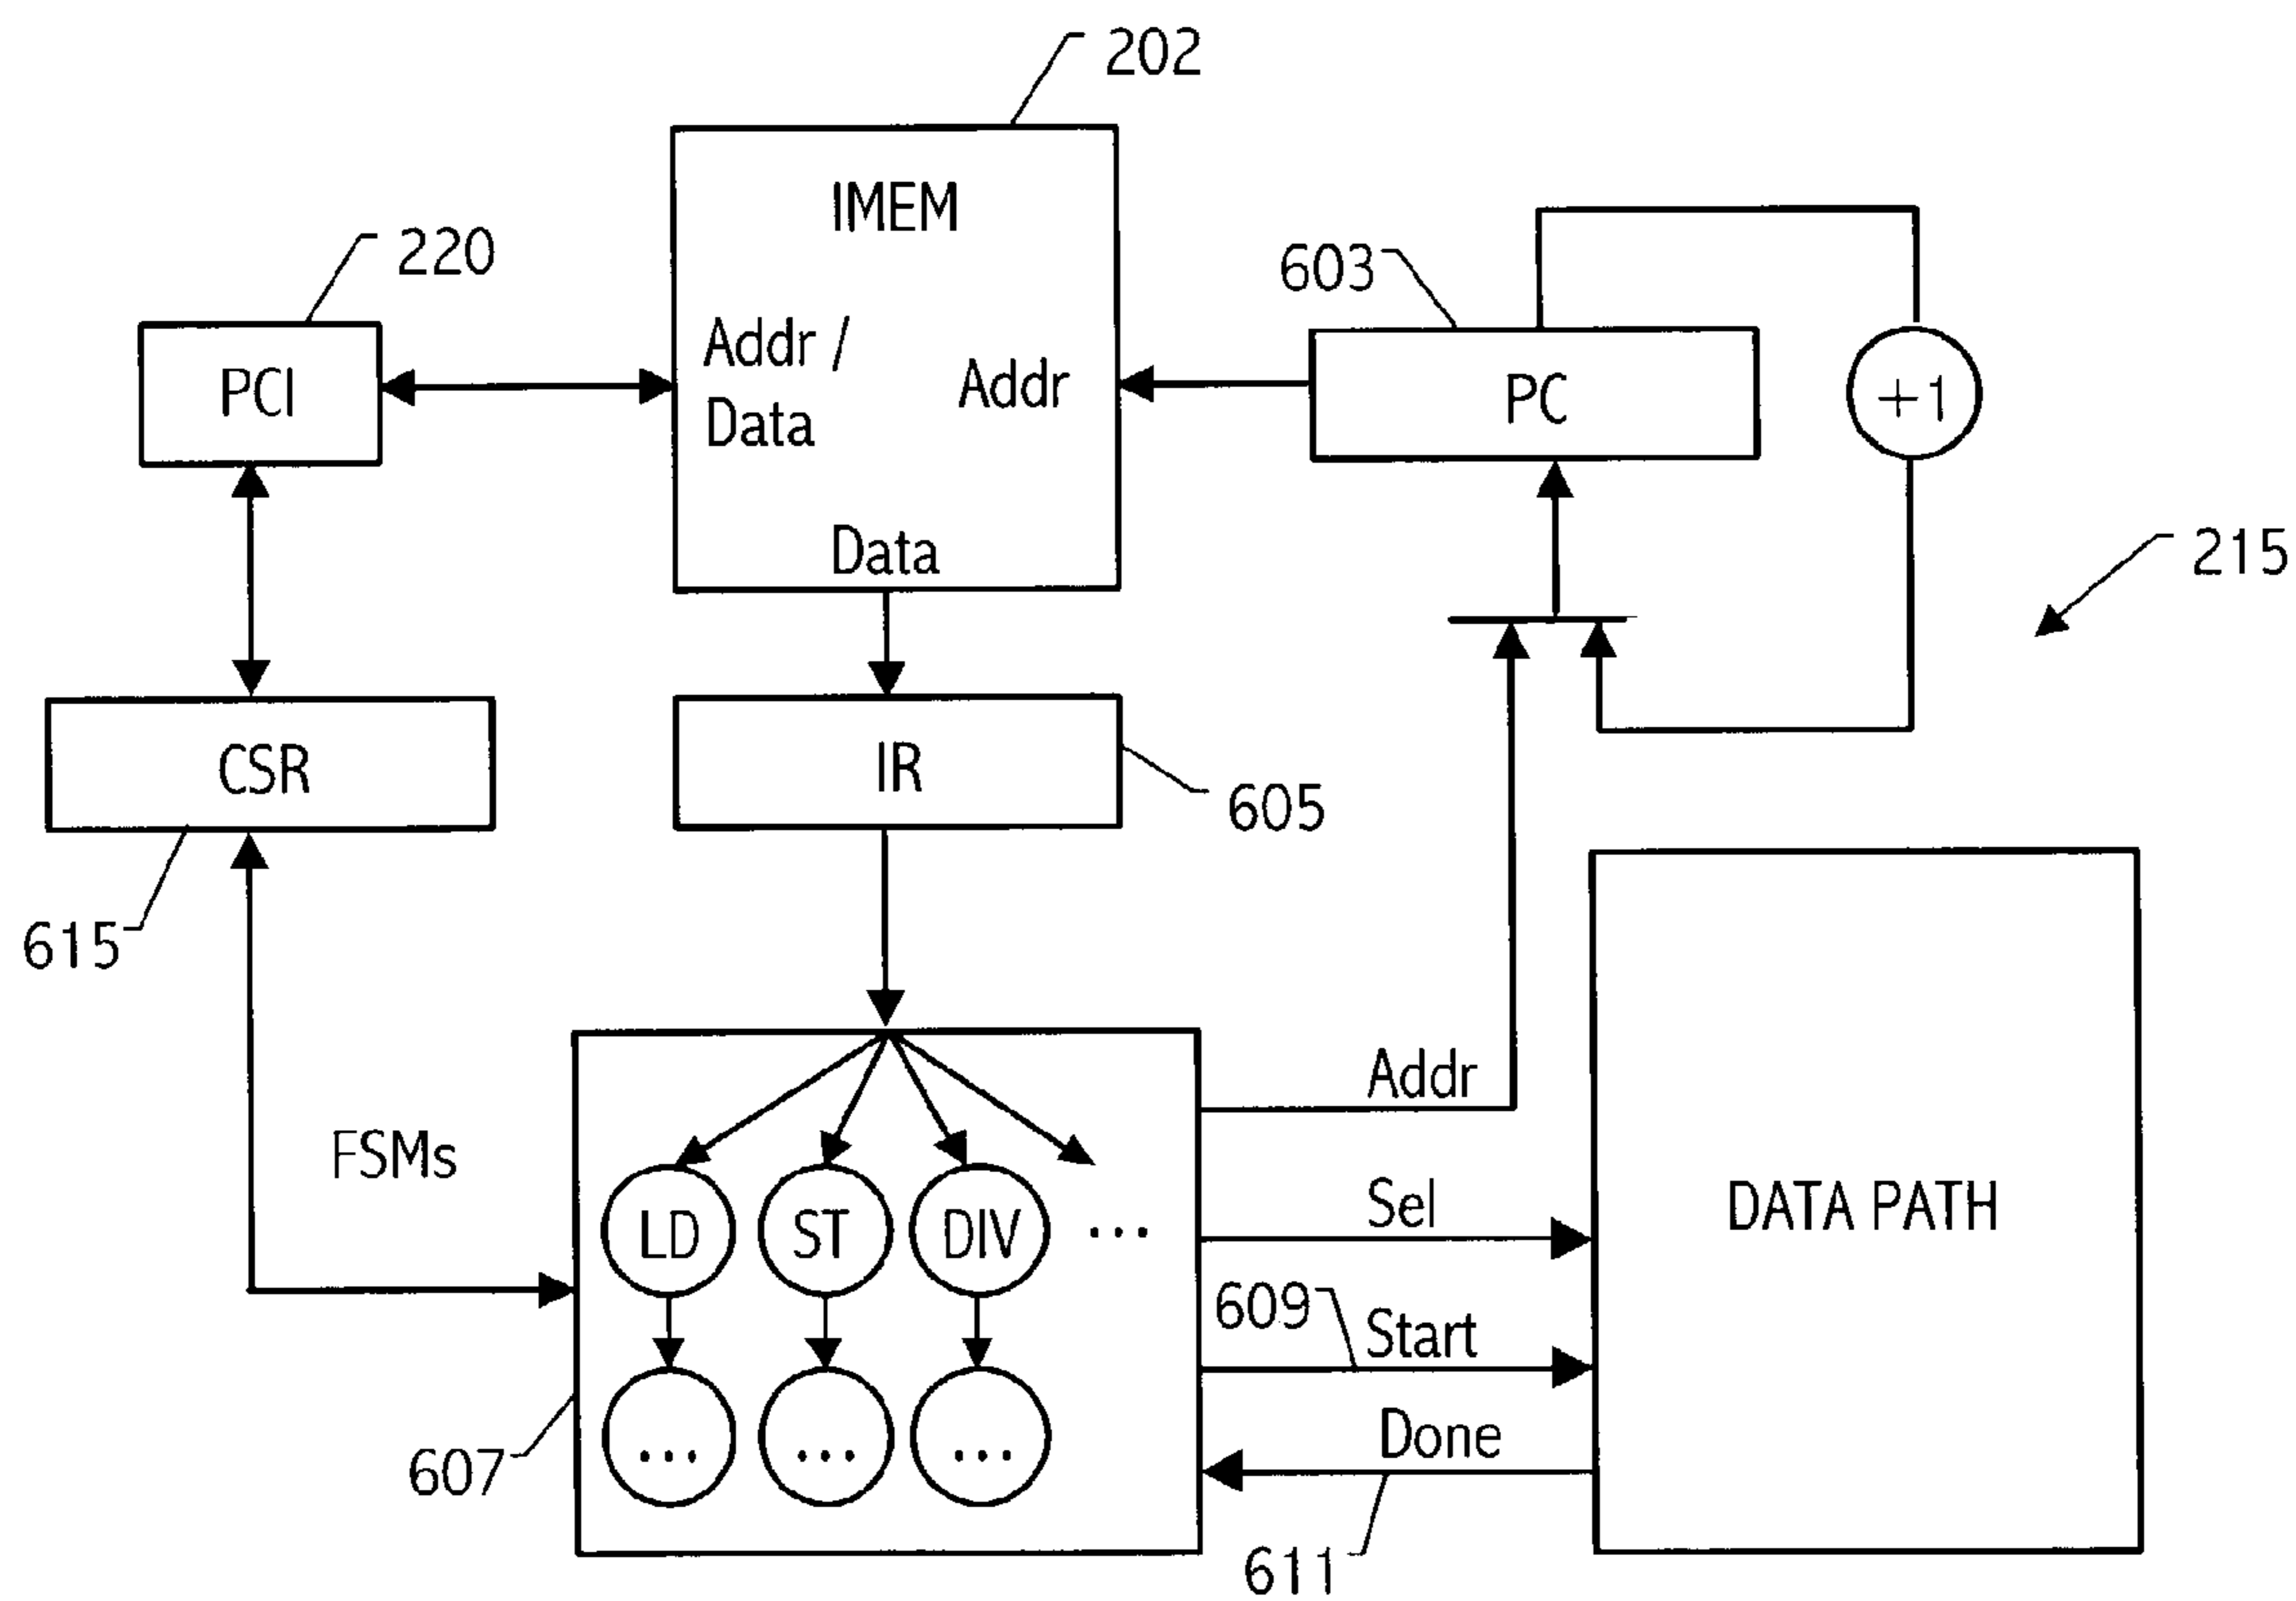 202
IMEM
220
603
Addr /
Data
Addr
PCI
PC
+1
Data
215
CSR
IR
605
615
Addr
FSMs
LD
ST
DIV
...
Sel
DATA PATH
609
Start
...
...
...
Done
607
611